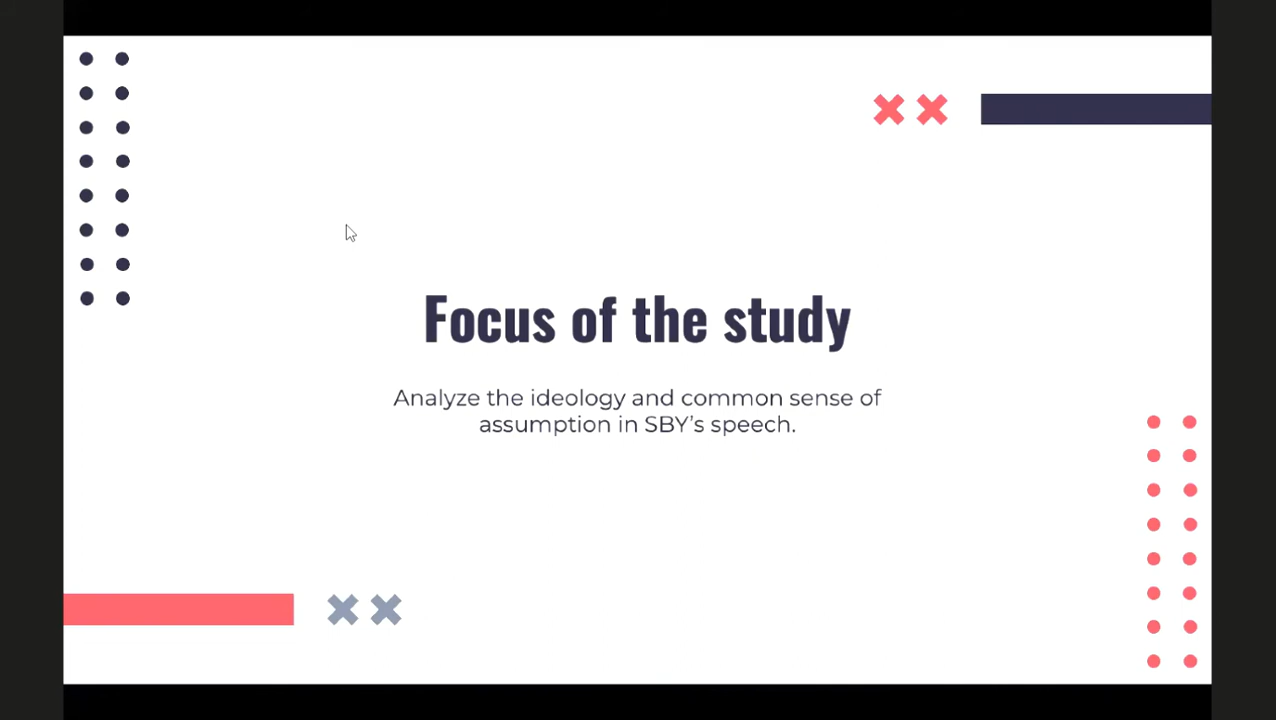 Focus of the study
Analyze the ideology and common sense of
assumption in SBY’s speech.